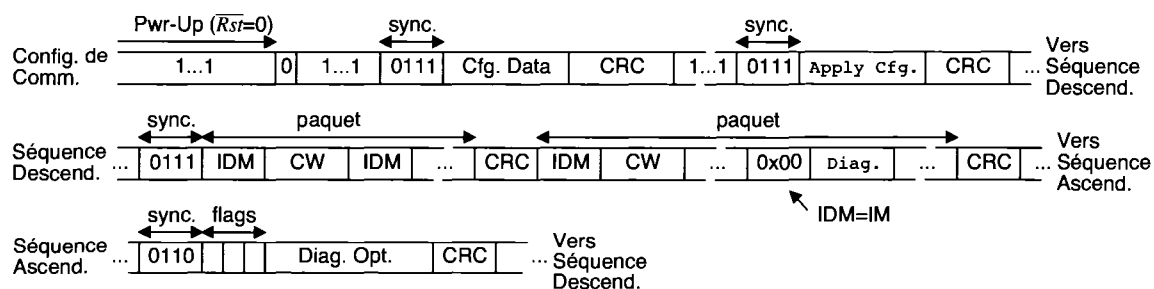 Pwr-Up (Rst=0) sync. sync.
Config. de Comm. 1...1 0 1...1 0111 Cfg. Data CRC 1...1 0111 Apply Cfg. CRC ... Vers Séquence Descend.
sync. paquet paquet
Séquence Descend. ... 0111 IDM CW IDM ... CRC IDM CW ... 0x00 Diag. ... CRC ... Vers Séquence Ascend.
IDM=IM
sync. flags
Séquence Ascend. ... 0110 Diag. Opt. CRC ... Vers Séquence Descend.